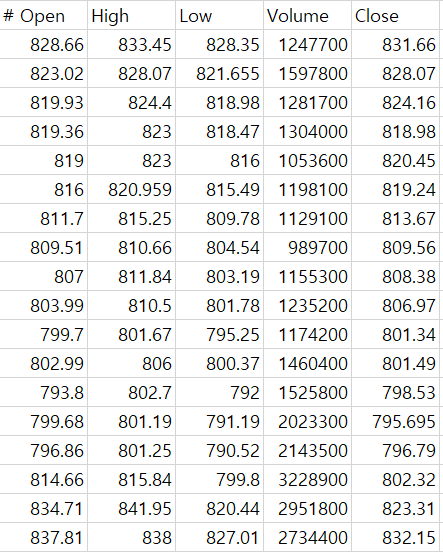 # Open High Low Volume Close
828.66 833.45 828.35 1247700 831.66
823.02 828.07 821.655 1597800 828.07
819.93 824.4 818.98 1281700 824.16
819.36 823 818.47 1304000 818.98
819 823 816 1053600 820.45
816 820.959 815.49 1198100 819.24
811.7 815.25 809.78 1129100 813.67
809.51 810.66 804.54 989700 809.56
807 811.84 803.19 1155300 808.38
803.99 810.5 801.78 1235200 806.97
799.7 801.67 795.25 1174200 801.34
802.99 806 800.37 1460400 801.49
793.8 802.7 792 1525800 798.53
799.68 801.19 791.19 2023300 795.695
796.86 801.25 790.52 2143500 796.79
814.66 815.84 799.8 3228900 802.32
834.71 841.95 820.44 2951800 823.31
837.81 838 827.01 2734400 832.15